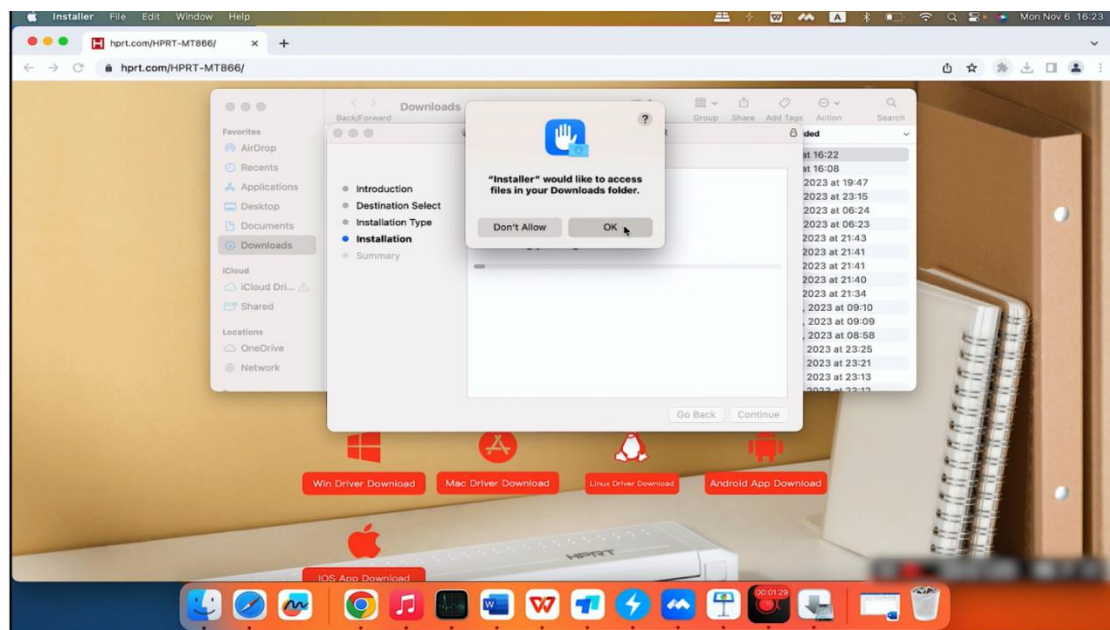 Installer File Edit Window Help
A
Mon Nov 6 16:23
hprt.com/HPRT-MT866/
hprt.com/HPRT-MT866/
Downloads
Back/Forward
Group Share Add Tags Action Search
Favorites
AirDrop
Recents
Applications
Desktop
Documents
Downloads
iCloud
iCloud Dri...
Shared
Locations
OneDrive
Network
Introduction
Destination Select
Installation Type
Installation
Summary
?
"Installer" would like to access
files in your Downloads folder.
Don't Allow
OK
Go Back
Continue
at 16:22
at 16:08
2023 at 19:47
2023 at 23:15
2023 at 06:24
2023 at 06:23
2023 at 21:43
2023 at 21:41
2023 at 21:41
2023 at 21:40
2023 at 21:34
, 2023 at 09:10
, 2023 at 09:09
, 2023 at 08:58
2023 at 23:25
2023 at 23:21
2023 at 23:13
Win Driver Download
Mac Driver Download
Linux Driver Download
Android App Download
IOS App Download
HPRT
00:01:29